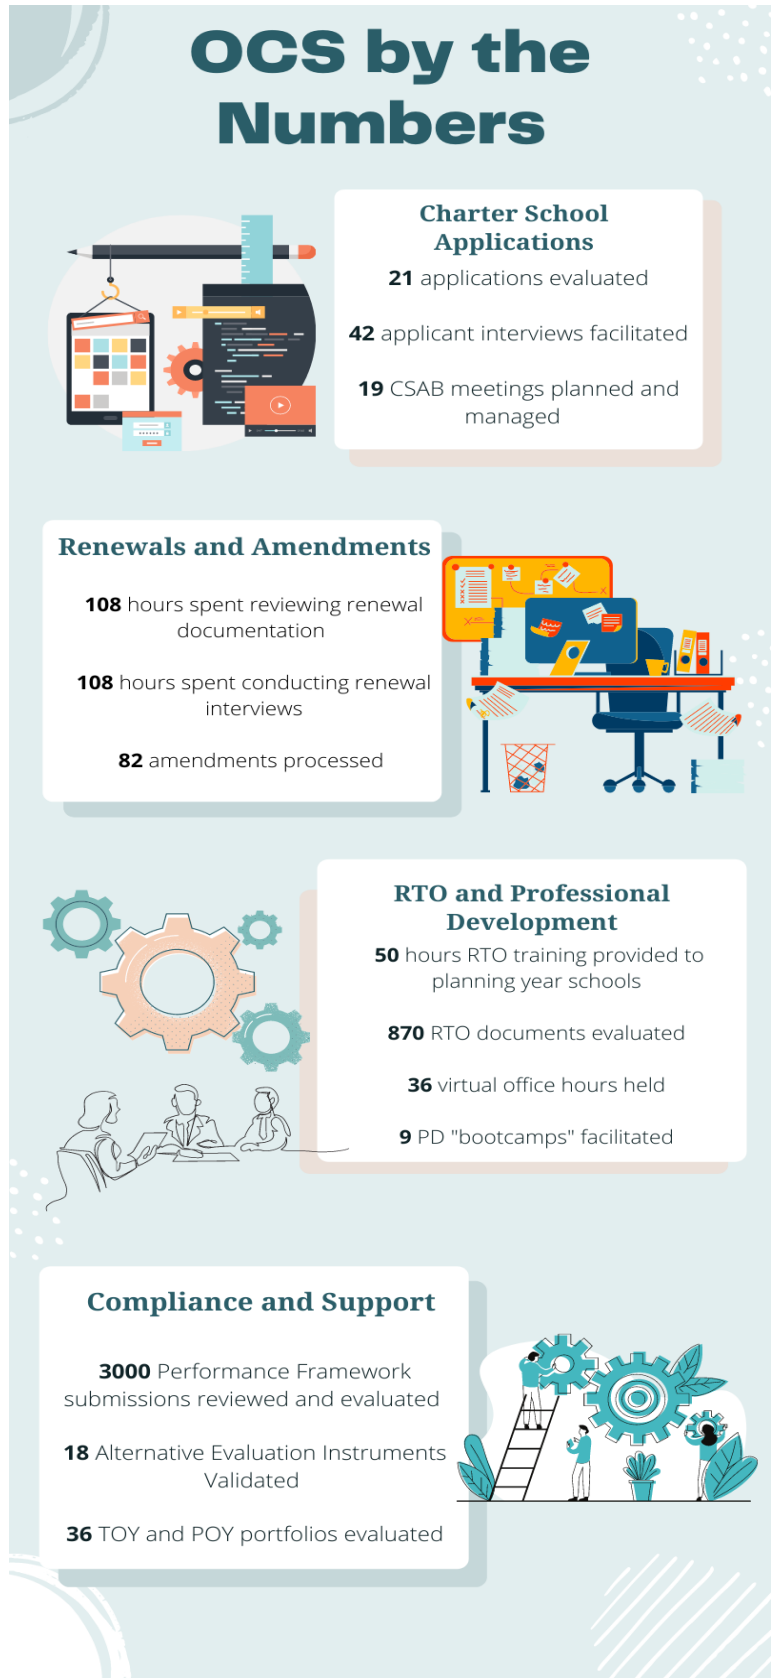 OCS by the
Numbers
Charter School
Applications
21 applications evaluated
42 applicant interviews facilitated
19 CSAB meetings planned and
managed
Renewals and Amendments
108 hours spent reviewing renewal
documentation
108 hours spent conducting renewal
interviews
82 amendments processed
RTO and Professional
Development
50 hours RTO training provided to
planning year schools
870 RTO documents evaluated
36 virtual office hours held
9 PD "bootcamps" facilitated
Compliance and Support
3000 Performance Framework
submissions reviewed and evaluated
18 Alternative Evaluation Instruments
Validated
36 TOY and POY portfolios evaluated